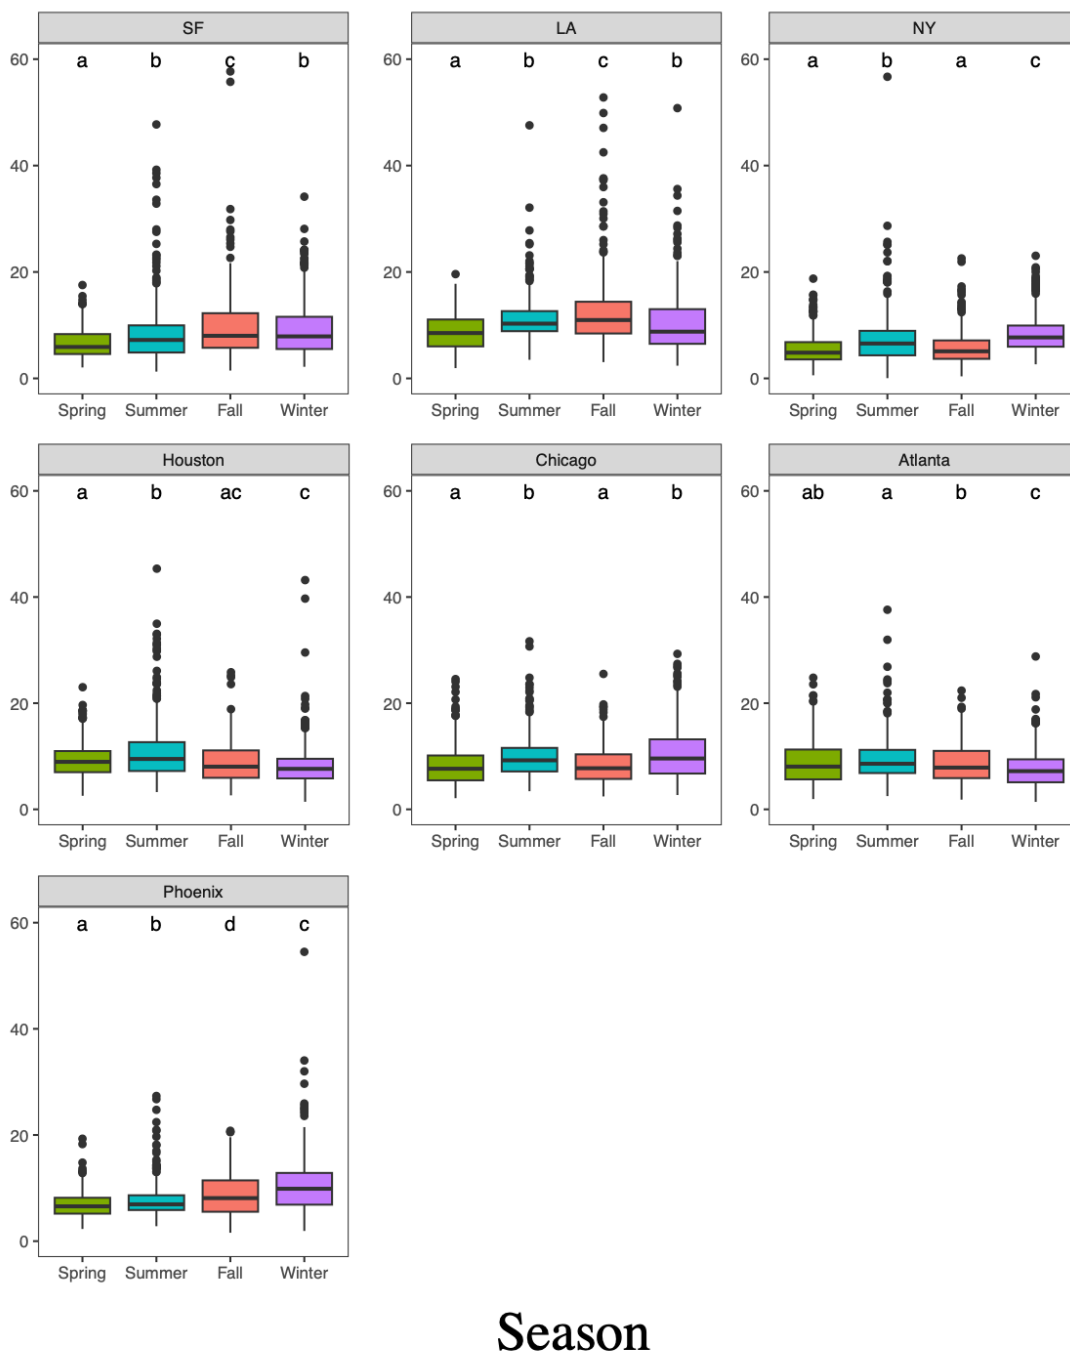 SF LA NY
60 a b c b 60 a b c b 60 a b a c
40 40 40
20 20 20
0 0 0
Spring Summer Fall Winter Spring Summer Fall Winter Spring Summer Fall Winter
Houston Chicago Atlanta
60 a b ac c 60 a b a b 60 ab a b c
40 40 40
20 20 20
0 0 0
Spring Summer Fall Winter Spring Summer Fall Winter Spring Summer Fall Winter
Phoenix
60 a b d c
40
20
0
Spring Summer Fall Winter
Season